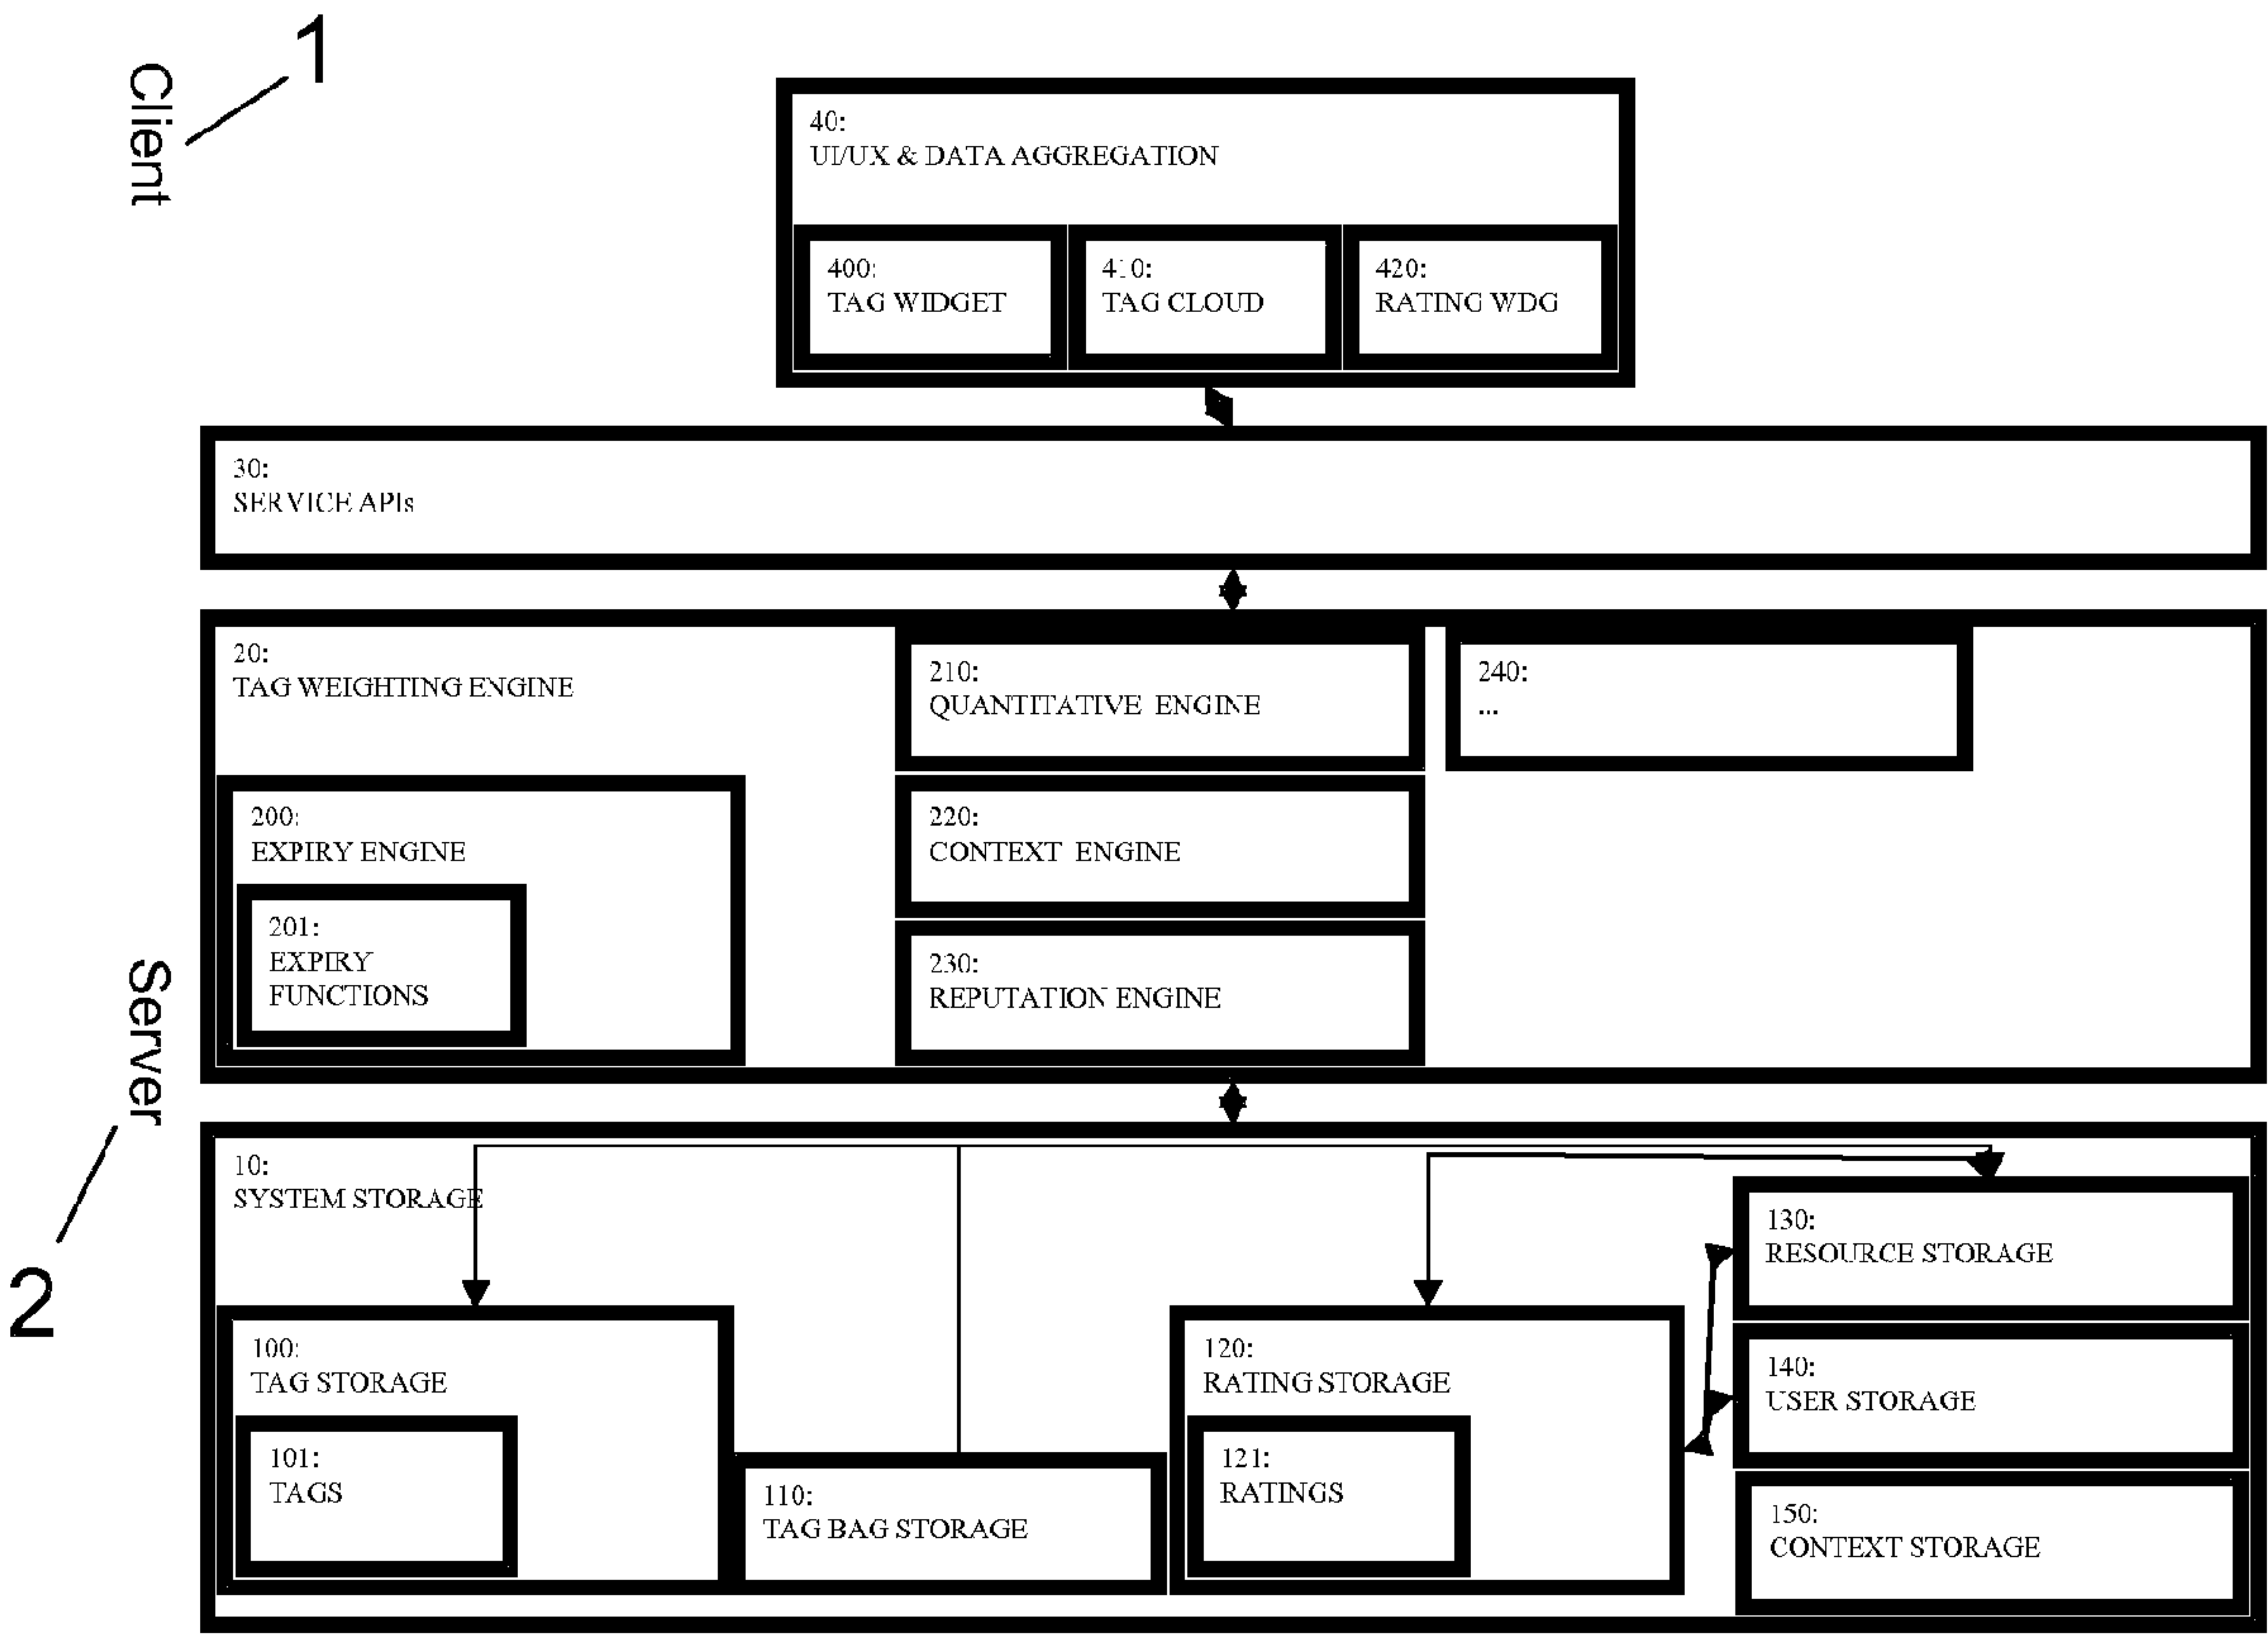 1
Client
40:
UI/UX & DATA AGGREGATION
400:
TAG WIDGET
410:
TAG CLOUD
420:
RATING WDG
30:
SERVICE APIs
20:
TAG WEIGHTING ENGINE
210:
QUANTITATIVE ENGINE
240:
...
200:
EXPIRY ENGINE
220:
CONTEXT ENGINE
201:
EXPIRY
FUNCTIONS
230:
REPUTATION ENGINE
Server
2
10:
SYSTEM STORAGE
130:
RESOURCE STORAGE
100:
TAG STORAGE
120:
RATING STORAGE
140:
USER STORAGE
101:
TAGS
110:
TAG BAG STORAGE
121:
RATINGS
150:
CONTEXT STORAGE